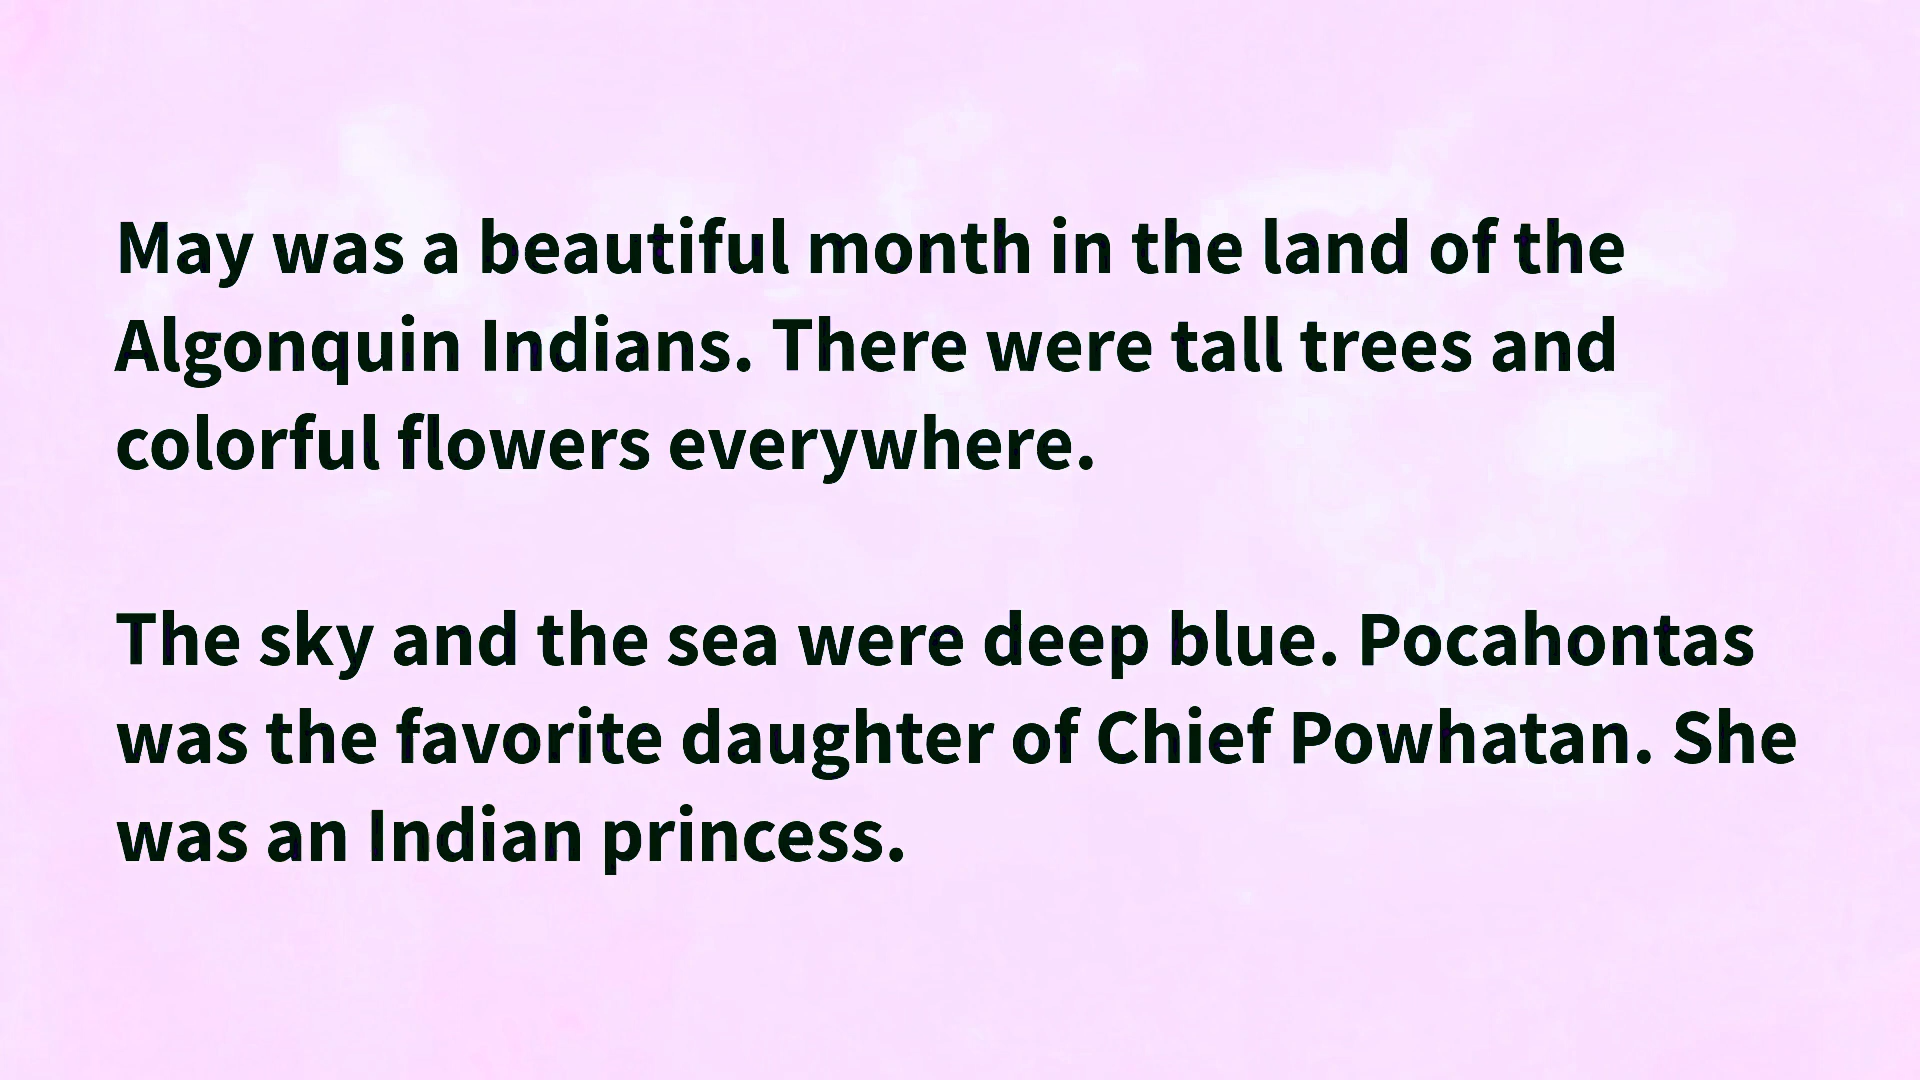 May was a beautiful month in the land of the
Algonquin Indians. There were tall trees and
colorful flowers everywhere.
The sky and the sea were deep blue. Pocahontas
was the favorite daughter of Chief Powhatan. She
was an Indian princess.